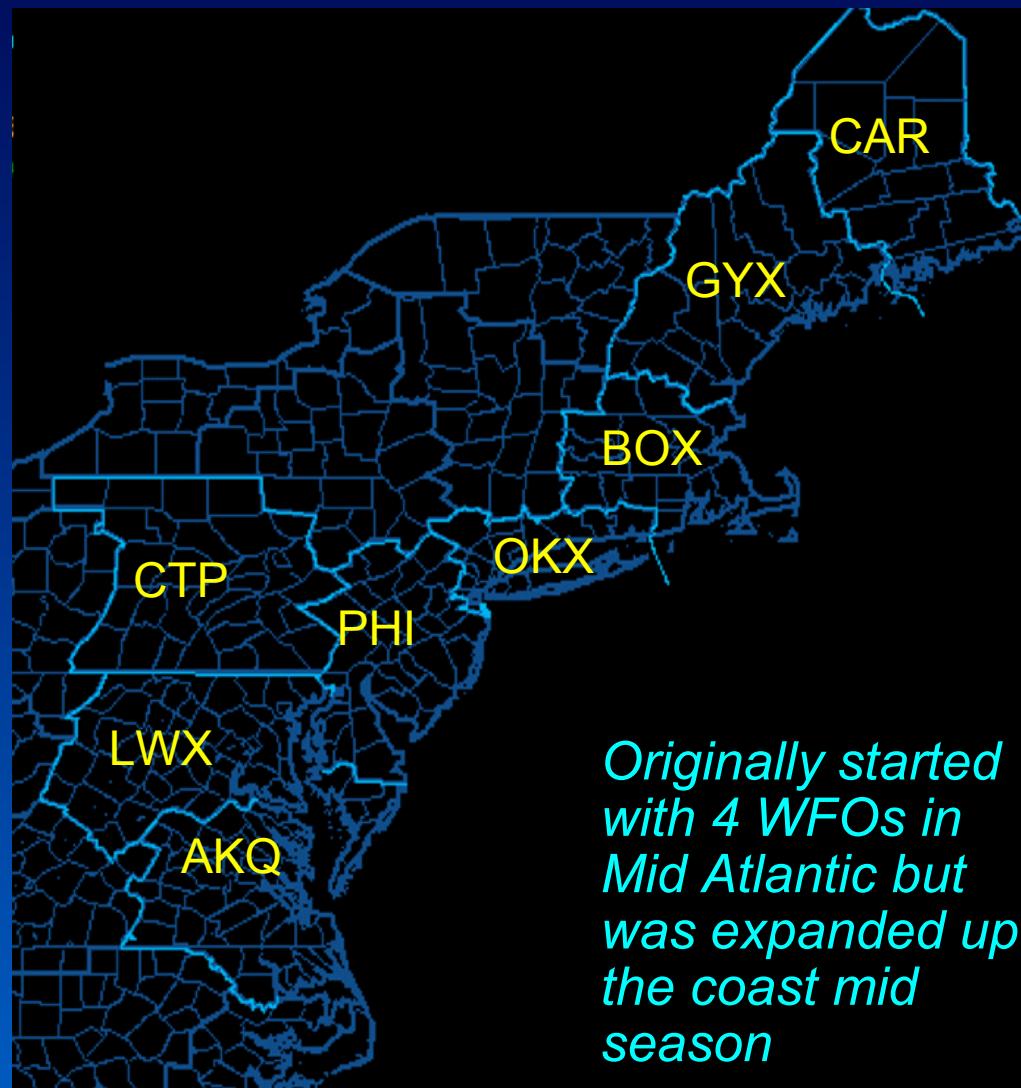 CAR
GYX
BOX
OKX
CTP
PHI
LWX
AKQ
Originally started
with 4 WFOs in
Mid Atlantic but
was expanded up
the coast mid
season